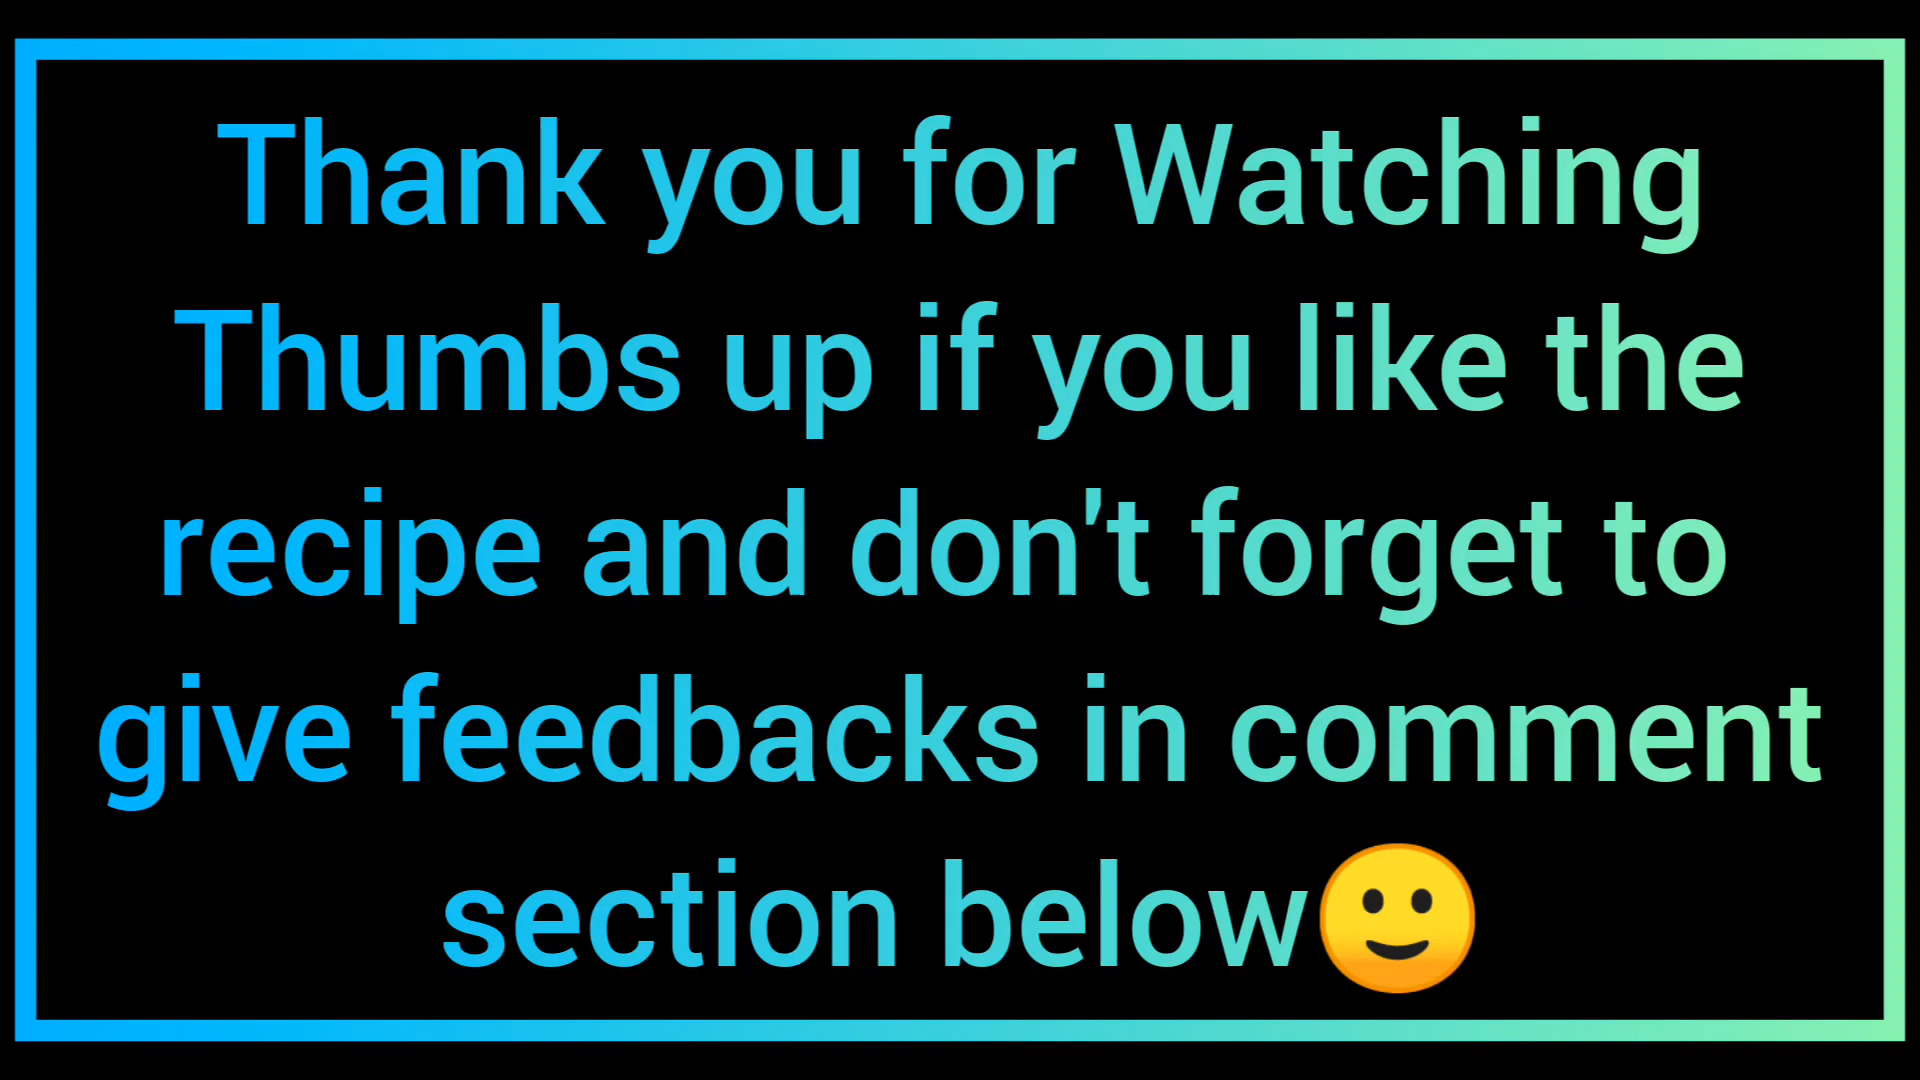 Thank you for Watching
Thumbs up if you like the
recipe and don't forget to
give feedbacks in comment
section below🙂